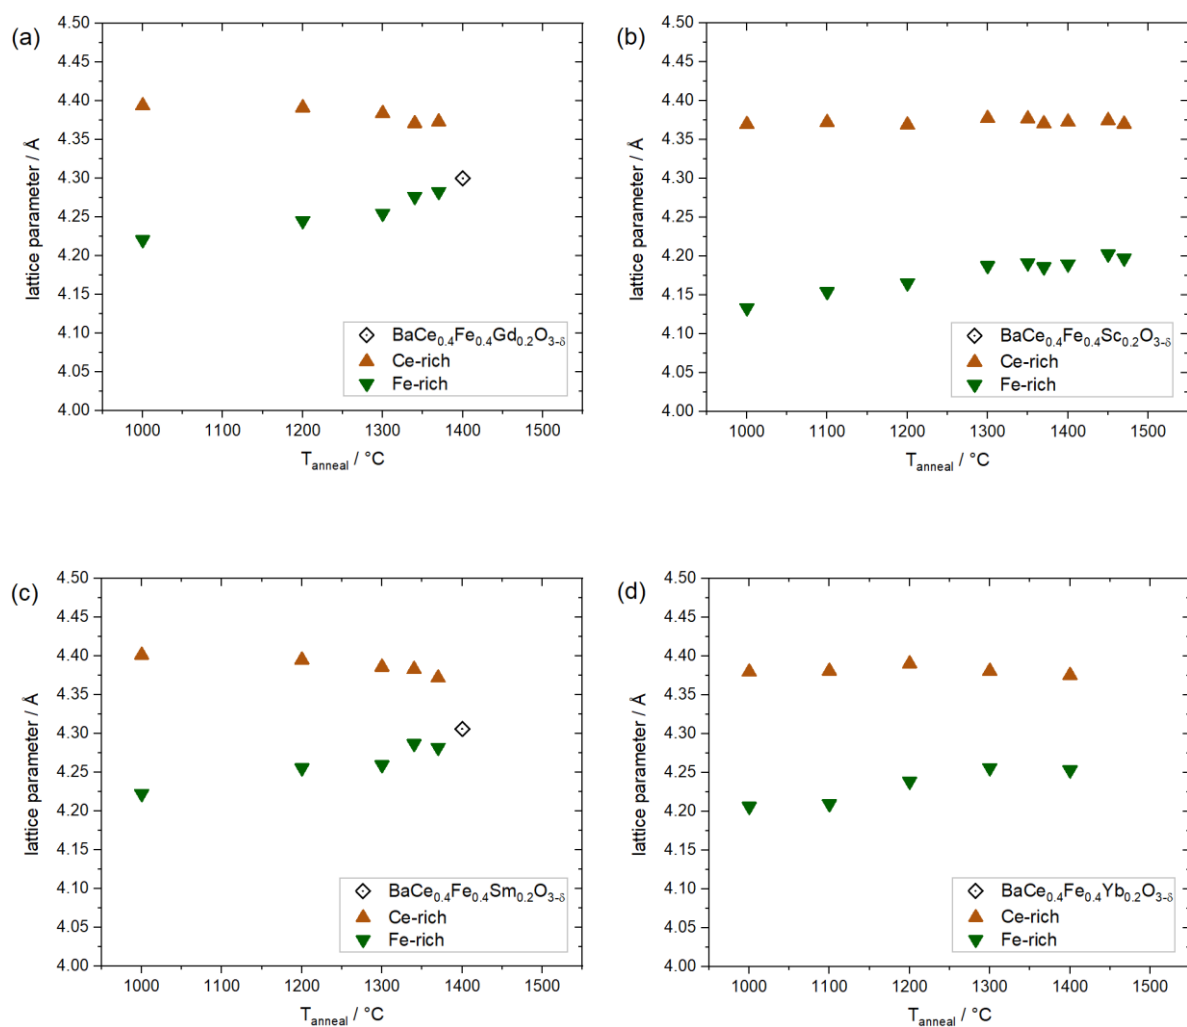 (a)
4.50
4.45
4.40
4.35
4.30
4.25
4.20
4.15
4.10
4.05
4.00
lattice parameter / Å
BaCe0.4Fe0.4Gd0.2O3-δ
Ce-rich
Fe-rich
1000 1100 1200 1300 1400 1500
Tanneal / °C
(b)
4.50
4.45
4.40
4.35
4.30
4.25
4.20
4.15
4.10
4.05
4.00
lattice parameter / Å
BaCe0.4Fe0.4Sc0.2O3-δ
Ce-rich
Fe-rich
1000 1100 1200 1300 1400 1500
Tanneal / °C
(c)
4.50
4.45
4.40
4.35
4.30
4.25
4.20
4.15
4.10
4.05
4.00
lattice parameter / Å
BaCe0.4Fe0.4Sm0.2O3-δ
Ce-rich
Fe-rich
1000 1100 1200 1300 1400 1500
Tanneal / °C
(d)
4.50
4.45
4.40
4.35
4.30
4.25
4.20
4.15
4.10
4.05
4.00
lattice parameter / Å
BaCe0.4Fe0.4Yb0.2O3-δ
Ce-rich
Fe-rich
1000 1100 1200 1300 1400 1500
Tanneal / °C